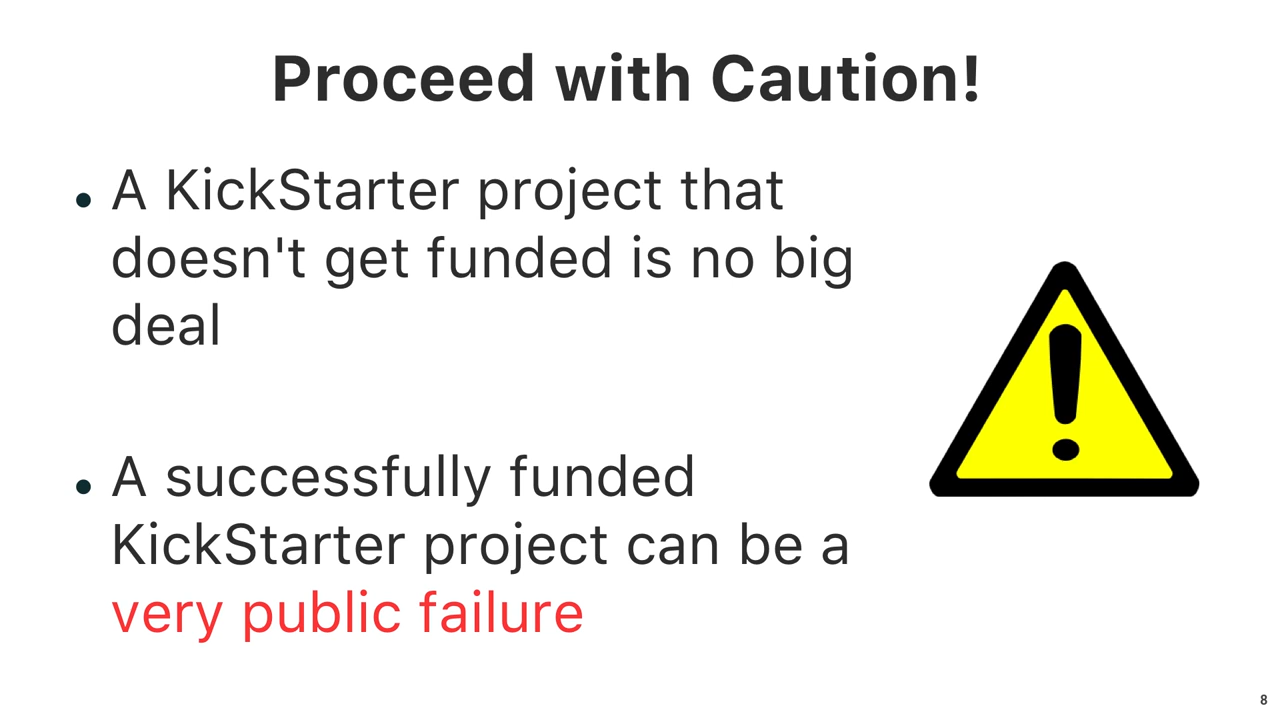 Proceed with Caution!
• A KickStarter project that
doesn't get funded is no big
deal
• A successfully funded
KickStarter project can be a
very public failure
8